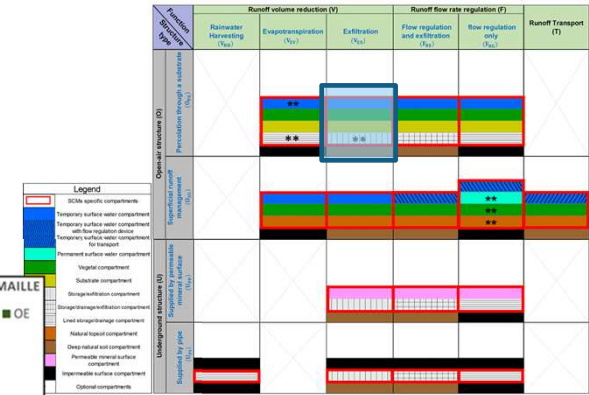 Function
Structure
type
Runoff volume reduction (V)
Runoff flow rate regulation (F)
Runoff Transport
(T)
Rainwater
Harvesting
Evapotranspiration
Exfiltration
Flow regulation
and exfiltration
flow regulation
only
Open-air structure (O)
Percolation through a substrate
**
**
**
Superficial runoff
management
**
**
**
Underground structure (U)
Supplied by permeable
mineral surface
Supplied by pipe
Legend
SCMs specific compartments
Temporary surface water compartment
Temporary surface water compartment
with flow regulation device
Temporary surface water compartment
for transport
Permanent surface water compartment
Vegetal compartment
Substrate compartment
Storage/exfiltration compartment
Storage/drainage/exfiltration compartment
Lined storage/drainage compartment
Natural topsoil compartment
Deep natural soil compartment
Permeable mineral surface
compartment
Impermeable surface compartment
Optional compartments
MAILLE
OE